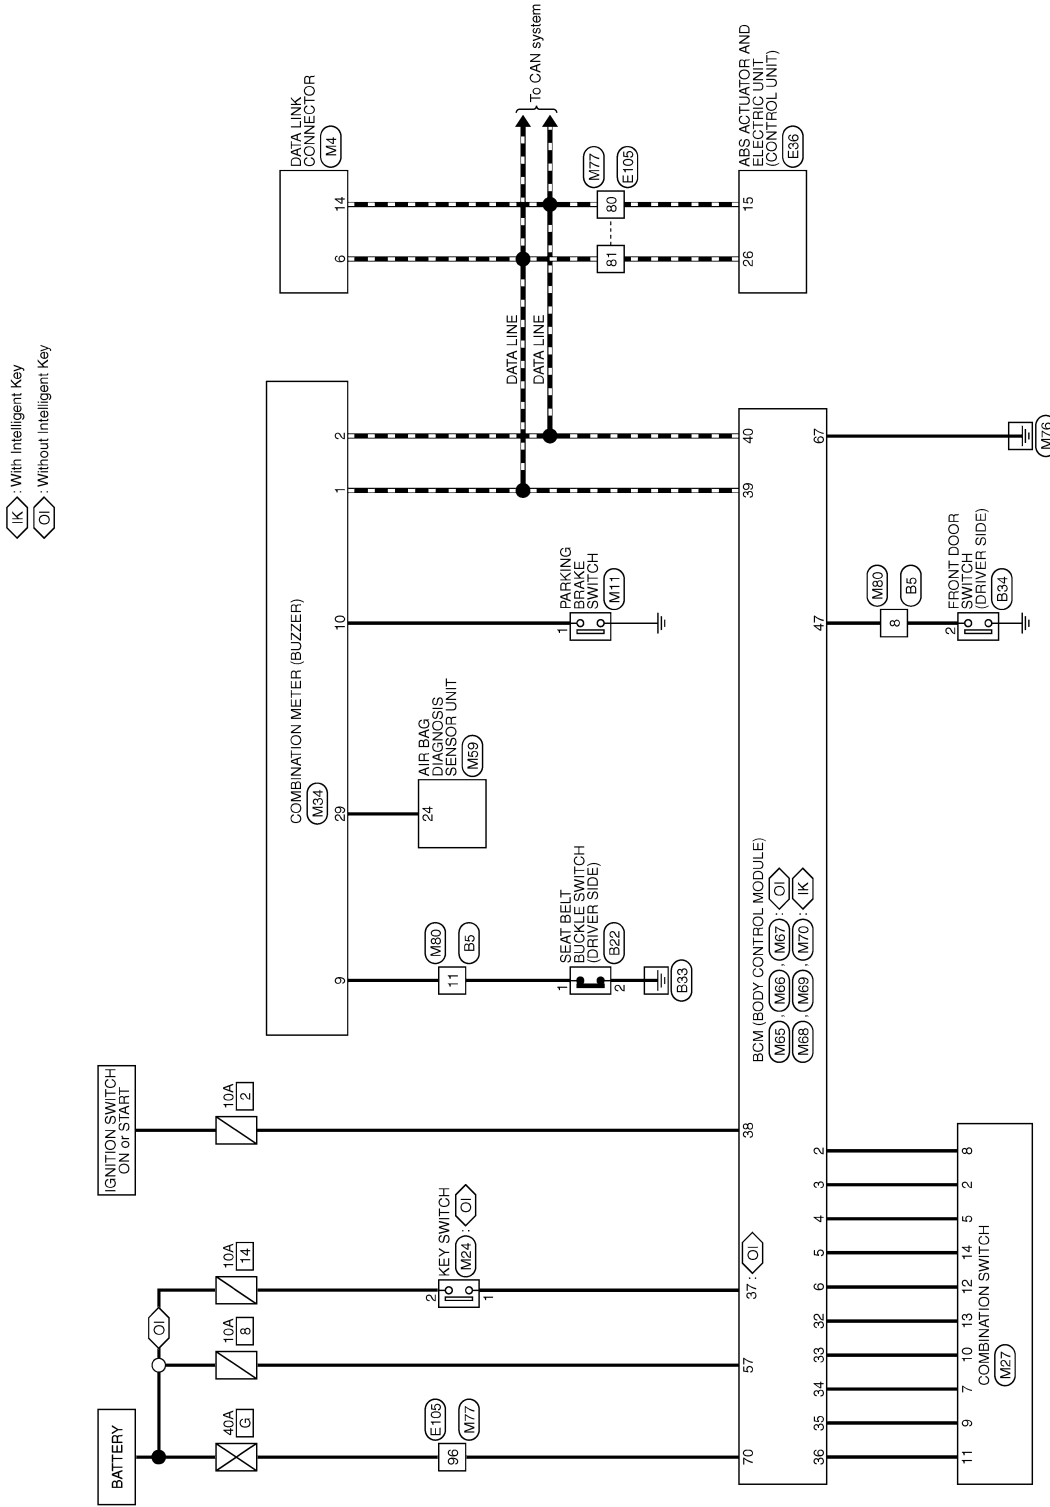 IK : With Intelligent Key
OI : Without Intelligent Key
BATTERY
IGNITION SWITCH
ON or START
OI
40A
G
10A
8
10A
14
10A
2
COMBINATION METER (BUZZER)
M34
9
29
10
1
2
DATA LINK
CONNECTOR
M4
6
14
E105
96
M77
2
KEY SWITCH
M24 : OI
1
M80
11
B5
AIR BAG
DIAGNOSIS
SENSOR UNIT
M59
24
SEAT BELT
BUCKLE SWITCH
(DRIVER SIDE)
B22
1
2
B33
PARKING
BRAKE
SWITCH
M11
1
DATA LINE
DATA LINE
To CAN system
M77
E105
81
80
70
57
37 : OI
38
39
40
26
15
ABS ACTUATOR AND
ELECTRIC UNIT
(CONTROL UNIT)
E36
BCM (BODY CONTROL MODULE)
M65 , M66 , M67 : OI
M68 , M69 , M70 : IK
36
35
34
33
32
6
5
4
3
2
47
67
M80
8
B5
11
9
7
10
13
12
14
5
2
8
COMBINATION SWITCH
M27
2
FRONT DOOR
SWITCH
(DRIVER SIDE)
B34
M76